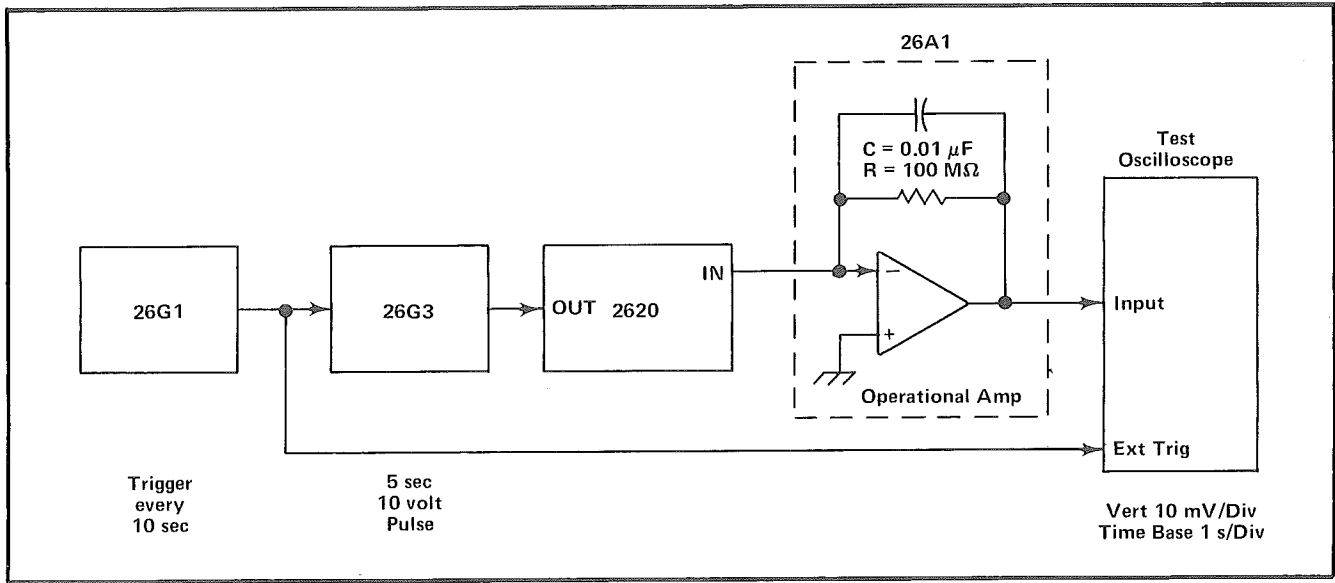 26A1
C = 0.01 μF
R = 100 MΩ
Test
Oscilloscope
26G1
26G3
OUT 2620
IN
−
+
Operational Amp
Input
Ext Trig
Trigger
every
10 sec
5 sec
10 volt
Pulse
Vert 10 mV/Div
Time Base 1 s/Div